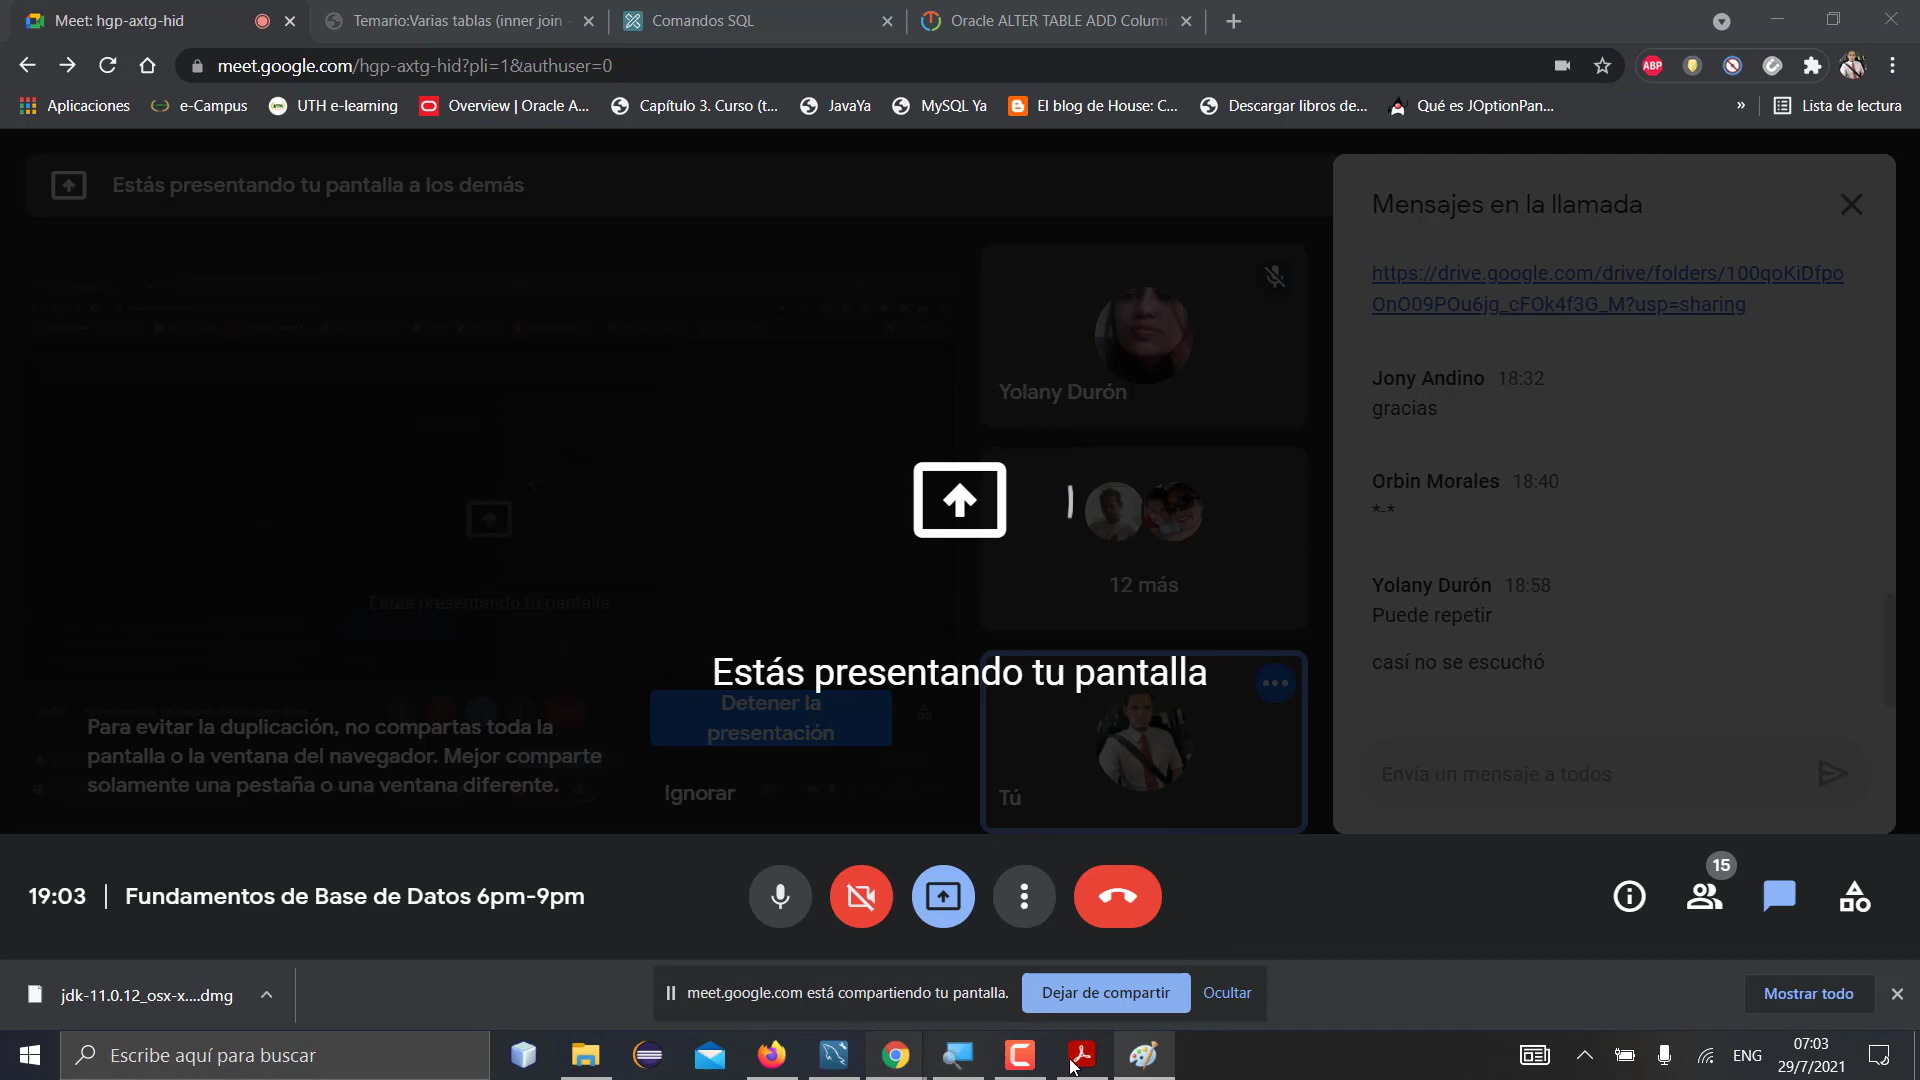 Meet: hgp-axtg-hid
Temario:Varias tablas (inner join -
Comandos SQL
Oracle ALTER TABLE ADD Colum
meet.google.com/hgp-axtg-hid?pli=1&authuser=0
ABP
Aplicaciones
e-Campus
UTH e-learning
Overview | Oracle A...
Capítulo 3. Curso (t...
JavaYa
MySQL Ya
El blog de House: C...
Descargar libros de...
Qué es JOptionPan...
»
Lista de lectura
Estás presentando tu pantalla a los demás
Mensajes en la llamada
https://drive.google.com/drive/folders/100qoKiDfpo
OnO09POu6jg_cFOk4f3G_M?usp=sharing
Jony Andino 18:32
gracias
Orbin Morales 18:40
*-*
Yolany Durón 18:58
Puede repetir
casi no se escuchó
Envía un mensaje a todos
Yolany Durón
12 más
Tú
Estás presentando tu pantalla
Estás presentando tu pantalla
Para evitar la duplicación, no compartas toda la
pantalla o la ventana del navegador. Mejor comparte
solamente una pestaña o una ventana diferente.
Detener la
presentación
Ignorar
19:03 | Fundamentos de Base de Datos 6pm-9pm
15
jdk-11.0.12_osx-x....dmg
meet.google.com está compartiendo tu pantalla.
Dejar de compartir
Ocultar
Mostrar todo
Escribe aquí para buscar
ENG
07:03
29/7/2021